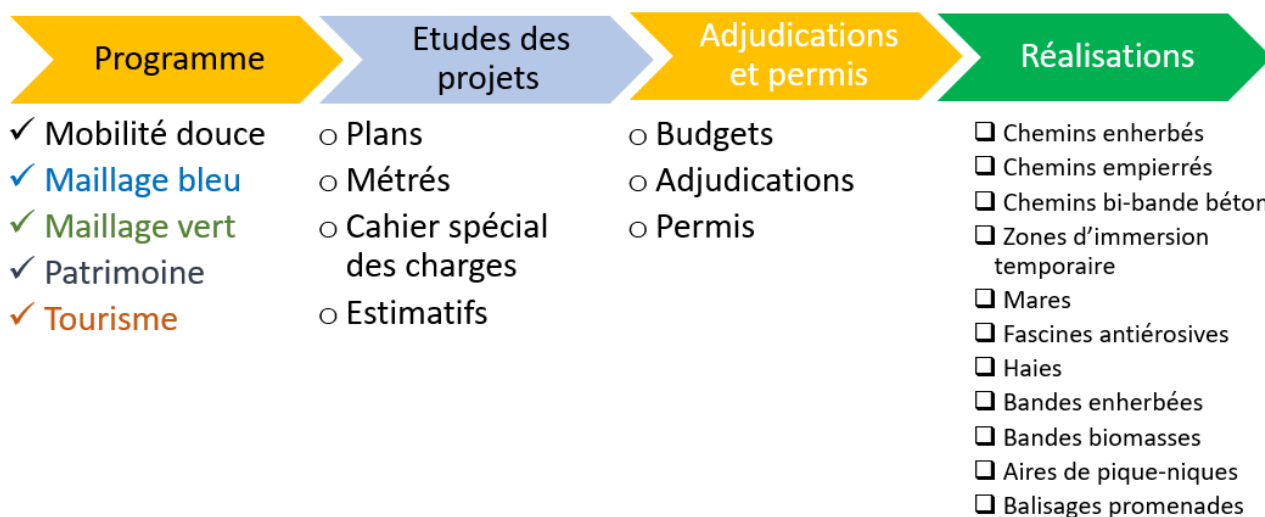 Programme
✓ Mobilité douce
✓ Maillage bleu
✓ Maillage vert
✓ Patrimoine
✓ Tourisme
Etudes des
projets
o Plans
o Métrés
o Cahier spécial
des charges
o Estimatifs
Adjudications
et permis
o Budgets
o Adjudications
o Permis
Réalisations
❑ Chemins enherbés
❑ Chemins empierrés
❑ Chemins bi-bande béton
❑ Zones d’immersion
temporaire
❑ Mares
❑ Fascines antiérosives
❑ Haies
❑ Bandes enherbées
❑ Bandes biomasses
❑ Aires de pique-niques
❑ Balisages promenades